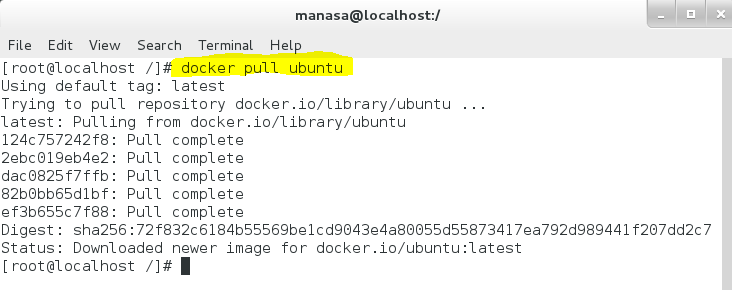 manasa@localhost:/
File Edit View Search Terminal Help
[root@localhost /]# docker pull ubuntu
Using default tag: latest
Trying to pull repository docker.io/library/ubuntu ...
latest: Pulling from docker.io/library/ubuntu
124c757242f8: Pull complete
2ebc019eb4e2: Pull complete
dac0825f7ffb: Pull complete
82b0bb65d1bf: Pull complete
ef3b655c7f88: Pull complete
Digest: sha256:72f832c6184b55569be1cd9043e4a80055d55873417ea792d989441f207dd2c7
Status: Downloaded newer image for docker.io/ubuntu:latest
[root@localhost /]#